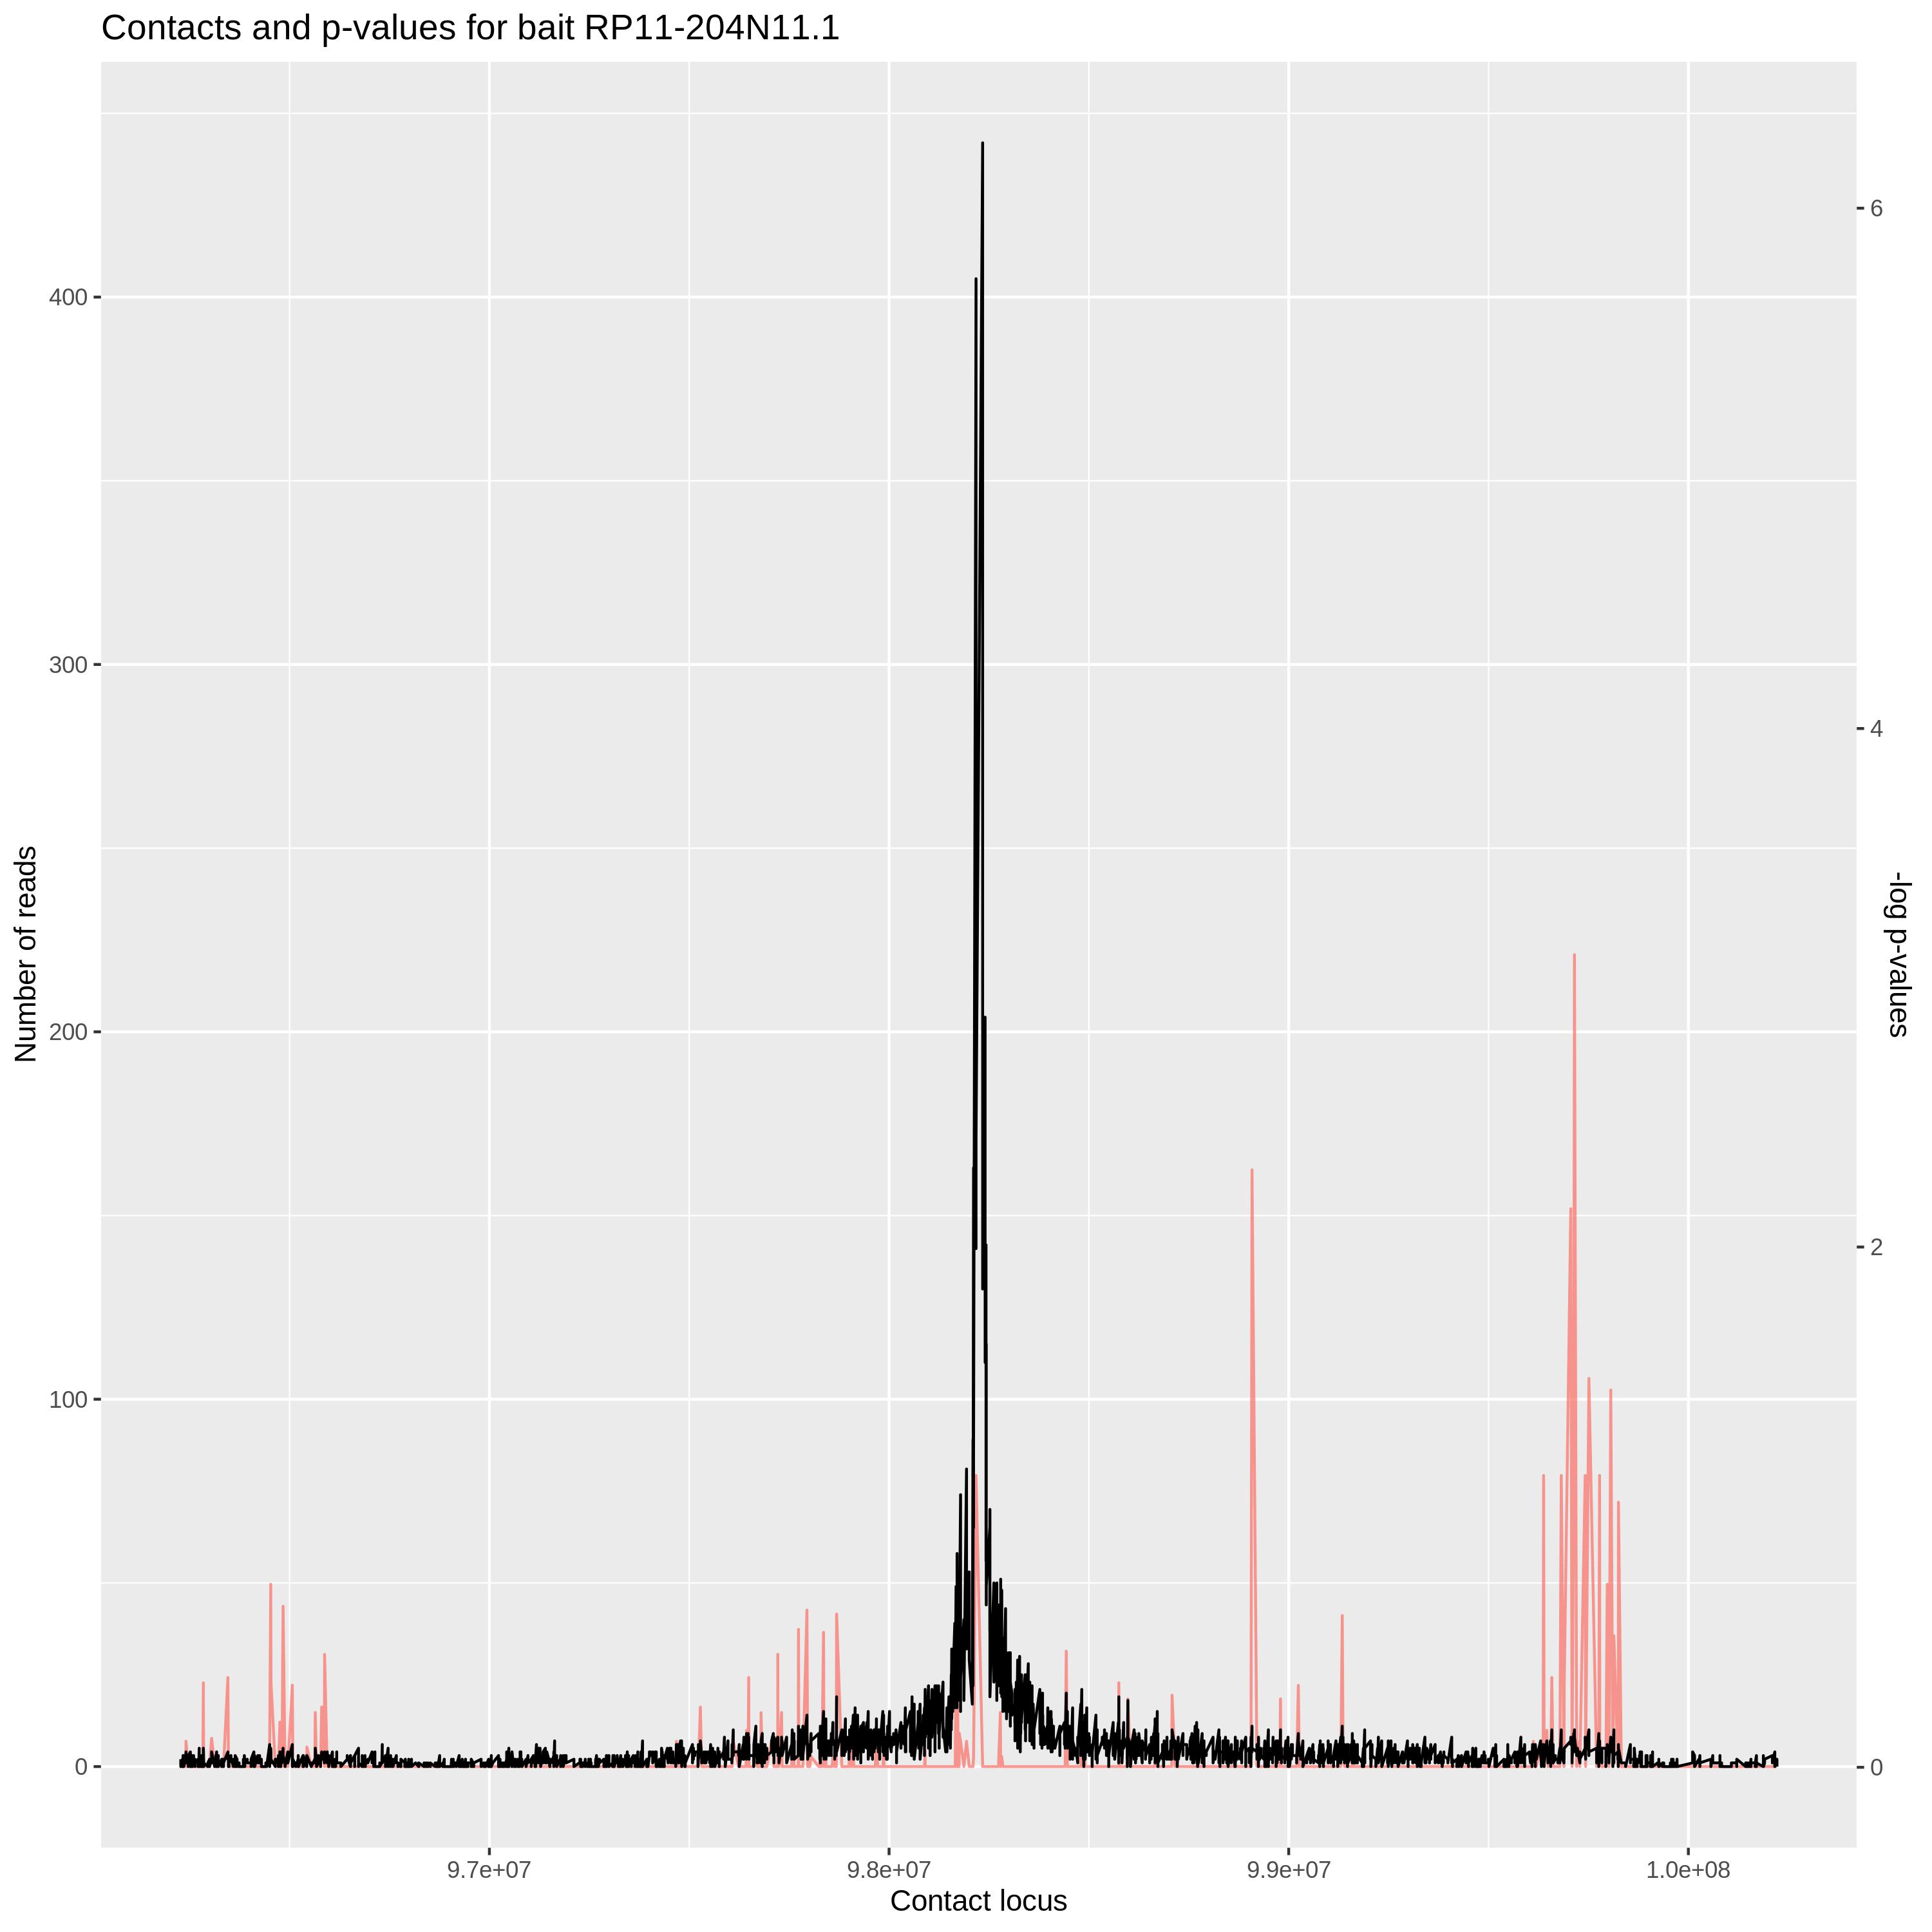 Contacts and p-values for bait RP11-204N11.1
Number of reads
400
300
200
100
0
6
4
2
0
-log p-values
9.7e+07
9.8e+07
9.9e+07
1.0e+08
Contact locus